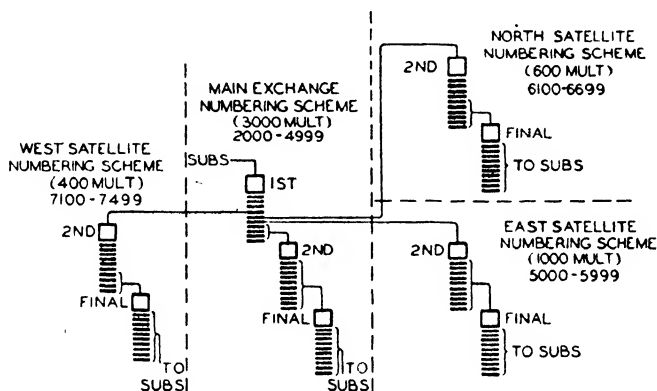 WEST SATELLITE
NUMBERING SCHEME
(400 MULT)
7100-7499
2ND
FINAL
TO
SUBS
MAIN EXCHANGE
NUMBERING SCHEME
(3000 MULT)
2000-4999
SUBS
1ST
2ND
FINAL
TO
SUBS
NORTH SATELLITE
NUMBERING SCHEME
(600 MULT)
6100-6699
2ND
FINAL
TO SUBS
EAST SATELLITE
NUMBERING SCHEME
(1000 MULT)
5000-5999
2ND
FINAL
TO SUBS